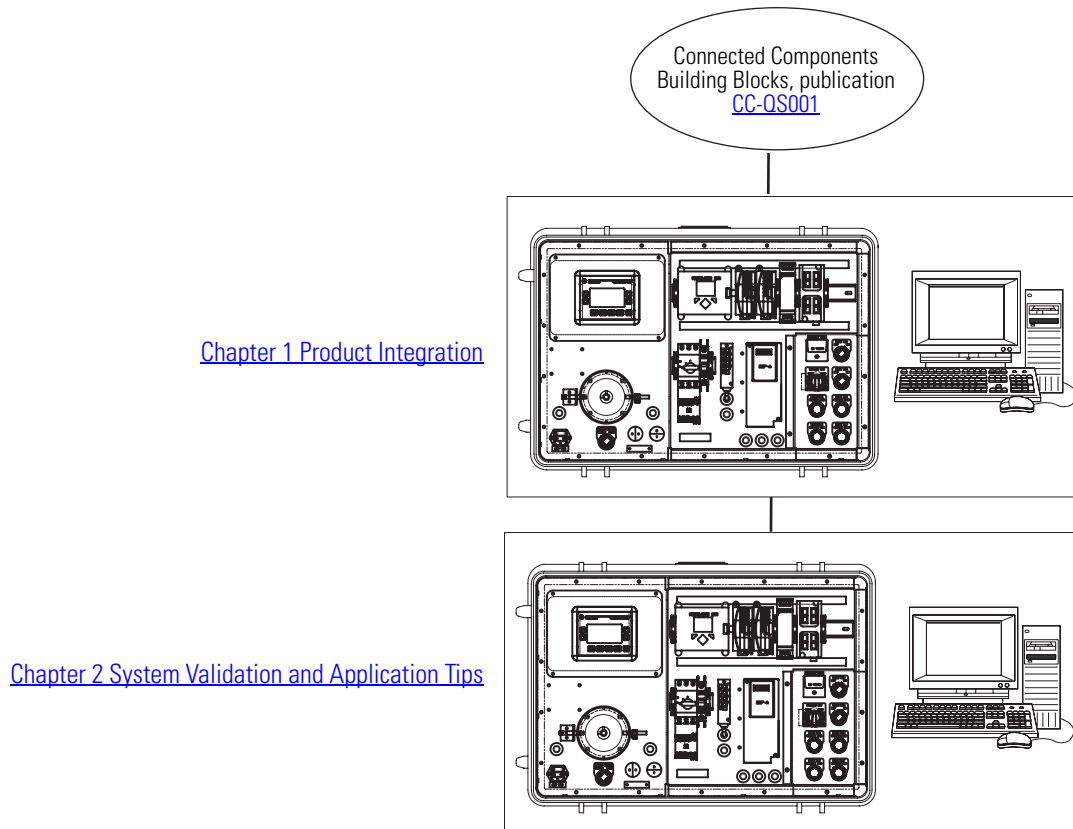 Connected Components
Building Blocks, publication
CC-QS001
Chapter 1 Product Integration
Chapter 2 System Validation and Application Tips